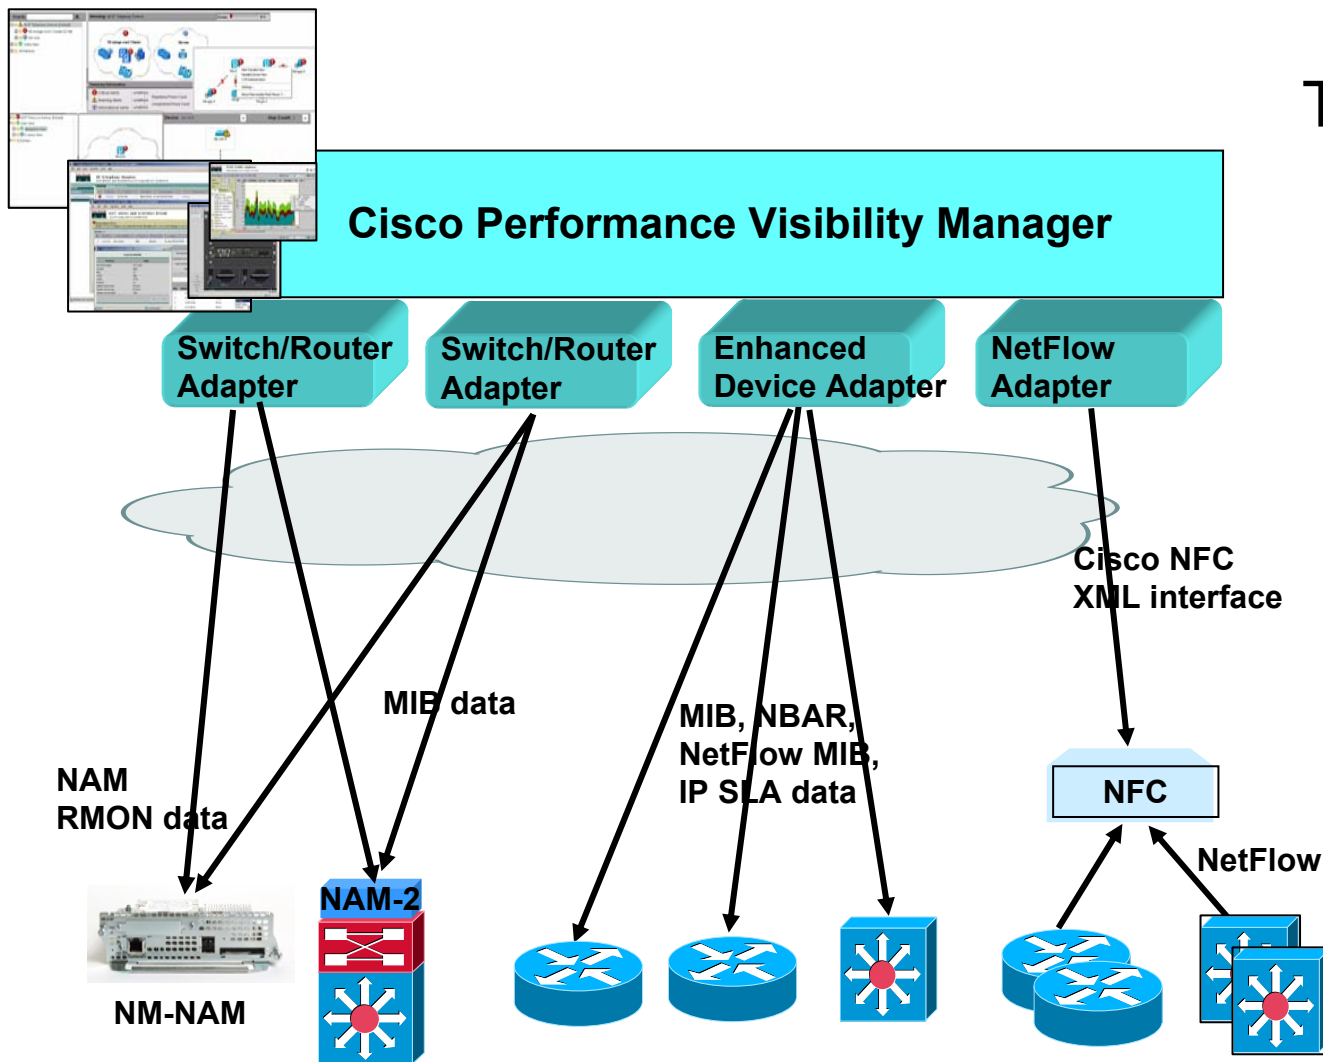 T
Cisco Performance Visibility Manager
Switch/Router
Adapter
Switch/Router
Adapter
Enhanced
Device Adapter
NetFlow
Adapter
Cisco NFC
XML interface
MIB data
MIB, NBAR,
NetFlow MIB,
IP SLA data
NAM
RMON data
NFC
NetFlow
NAM-2
NM-NAM